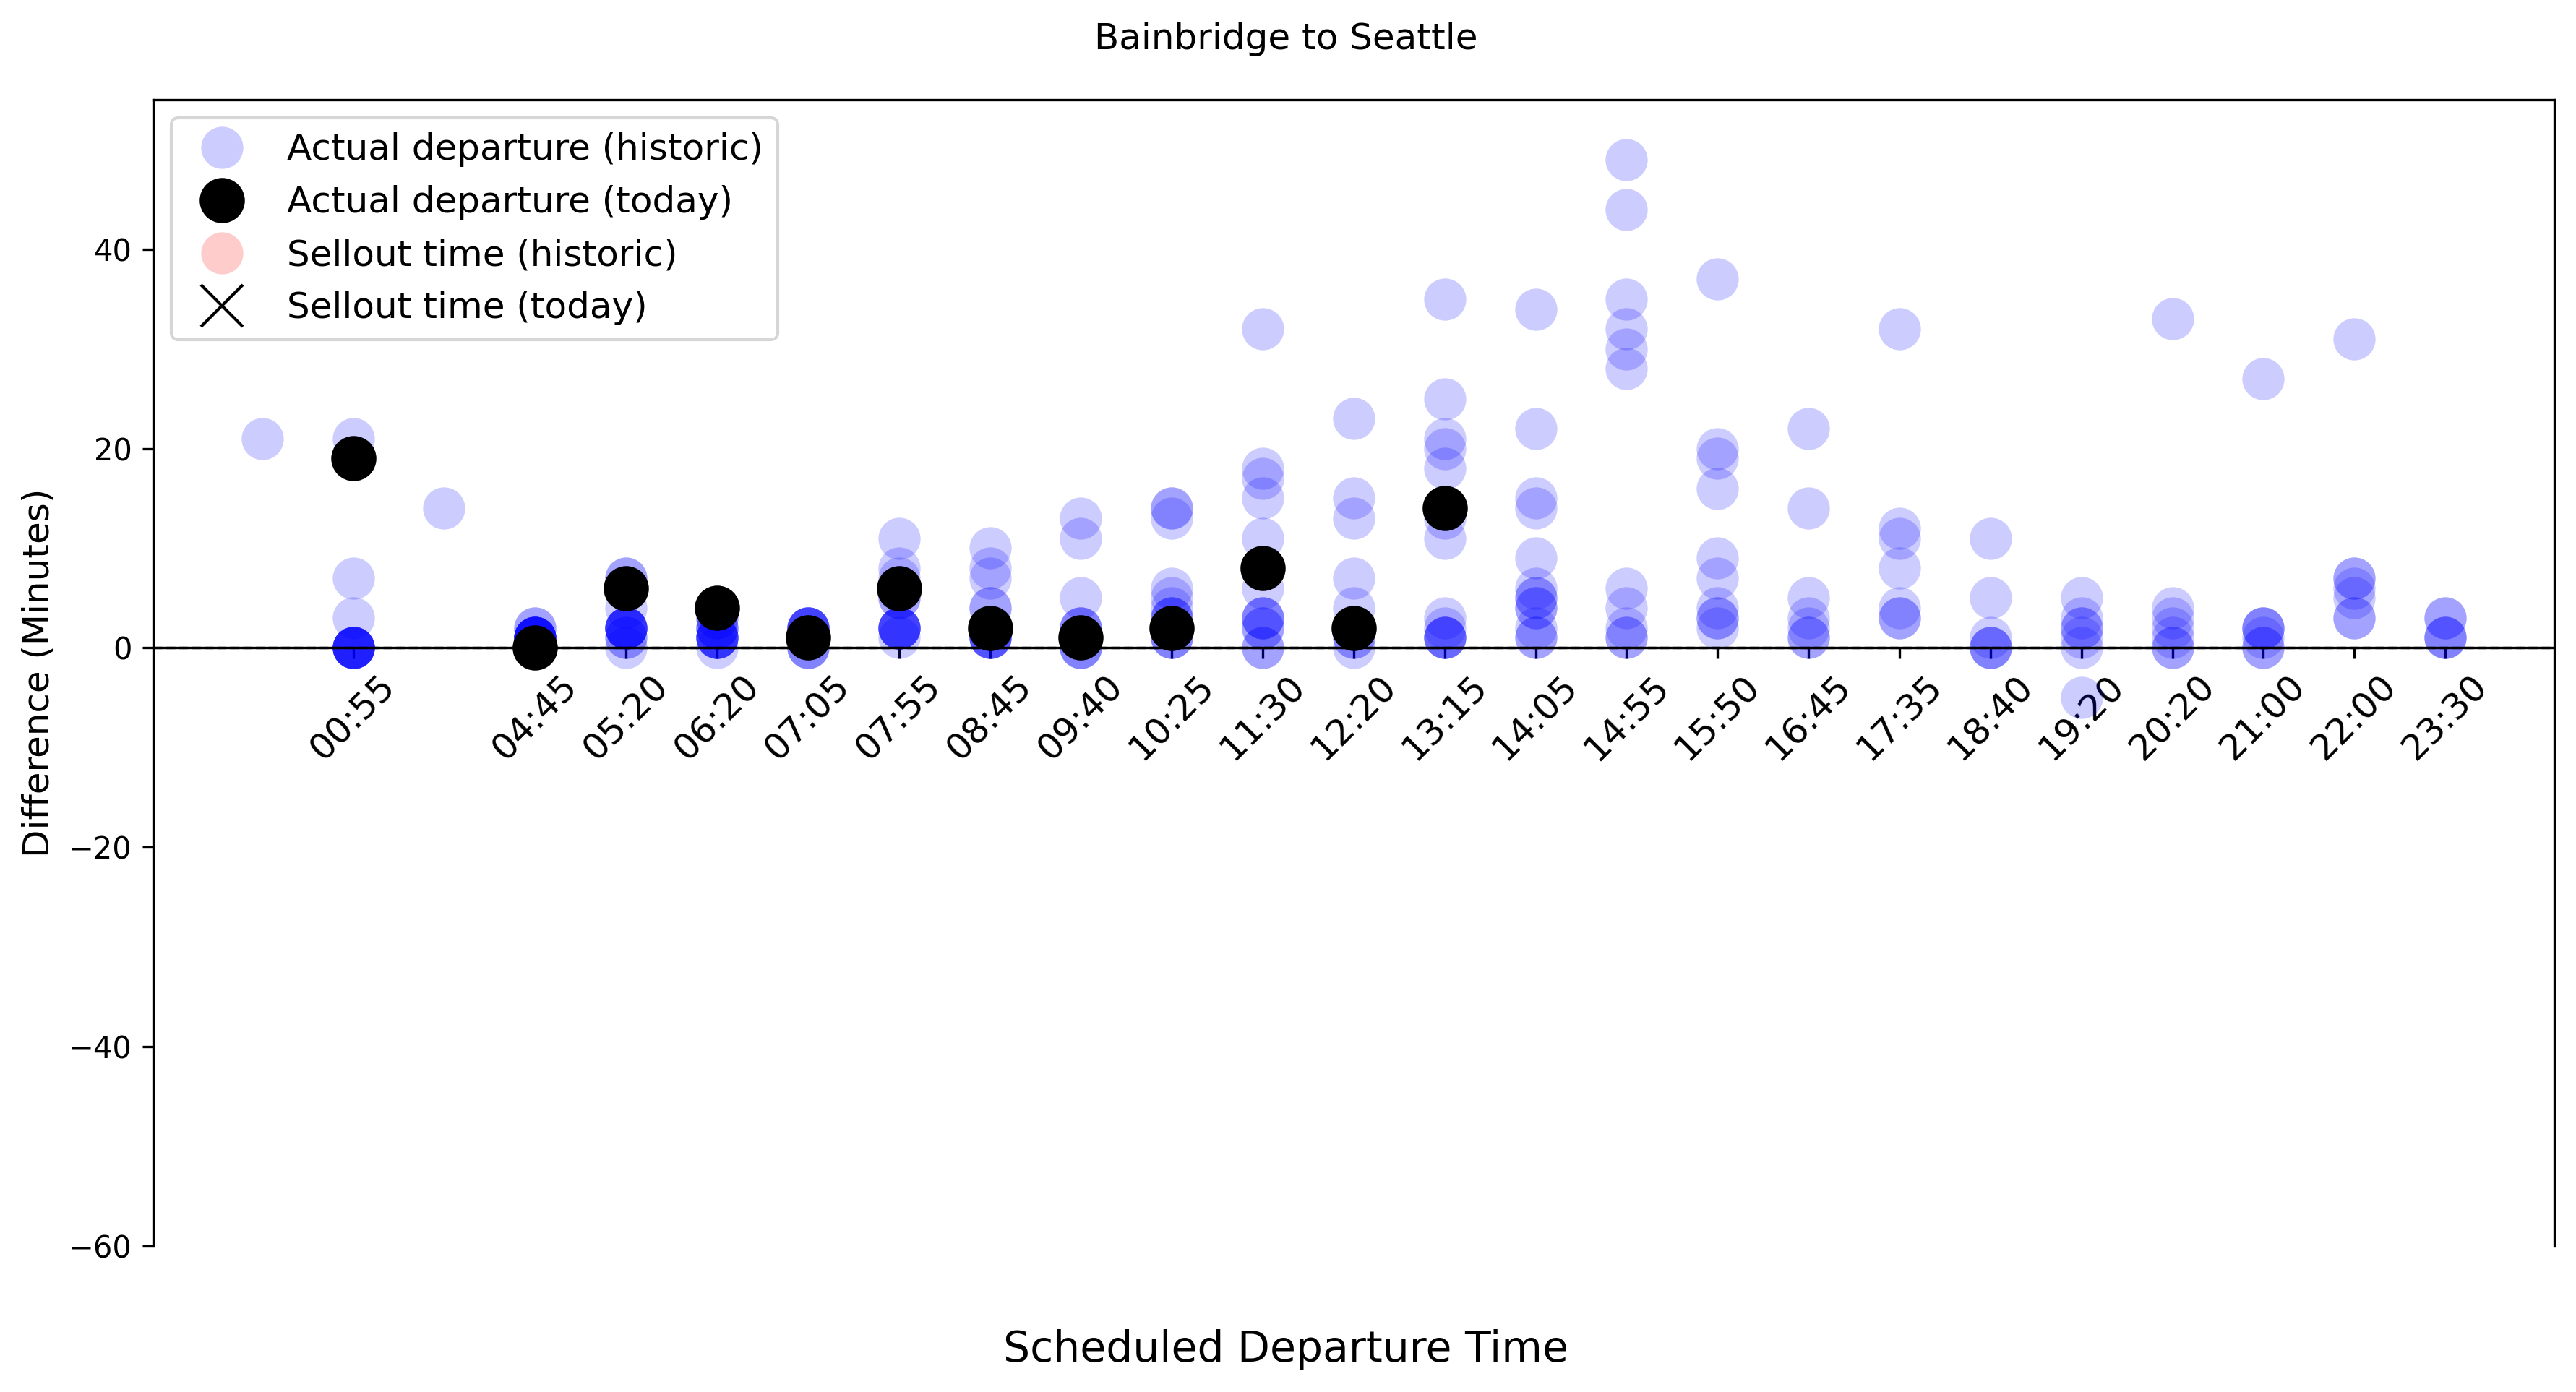 Bainbridge to Seattle
Actual departure (historic)
Actual departure (today)
Sellout time (historic)
Sellout time (today)
Difference (Minutes)
40
20
0
−20
−40
−60
00:55 04:45 05:20 06:20 07:05 07:55 08:45 09:40 10:25 11:30 12:20 13:15 14:05 14:55 15:50 16:45 17:35 18:40 19:20 20:20 21:00 22:00 23:30
Scheduled Departure Time